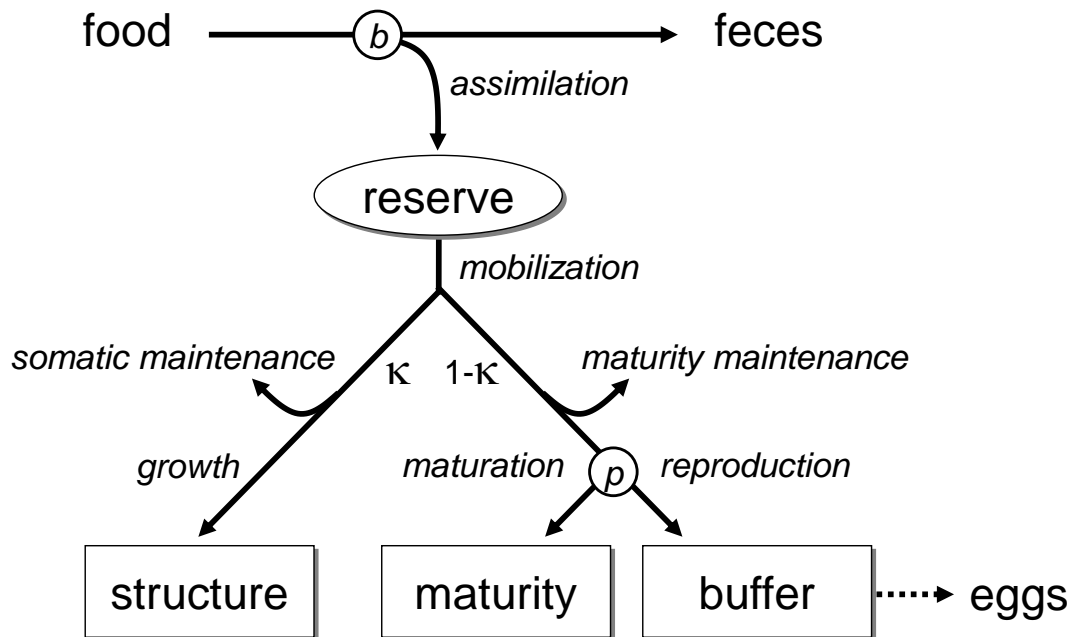 food b feces
assimilation
reserve
mobilization
somatic maintenance κ 1-κ maturity maintenance
growth maturation p reproduction
structure maturity buffer eggs